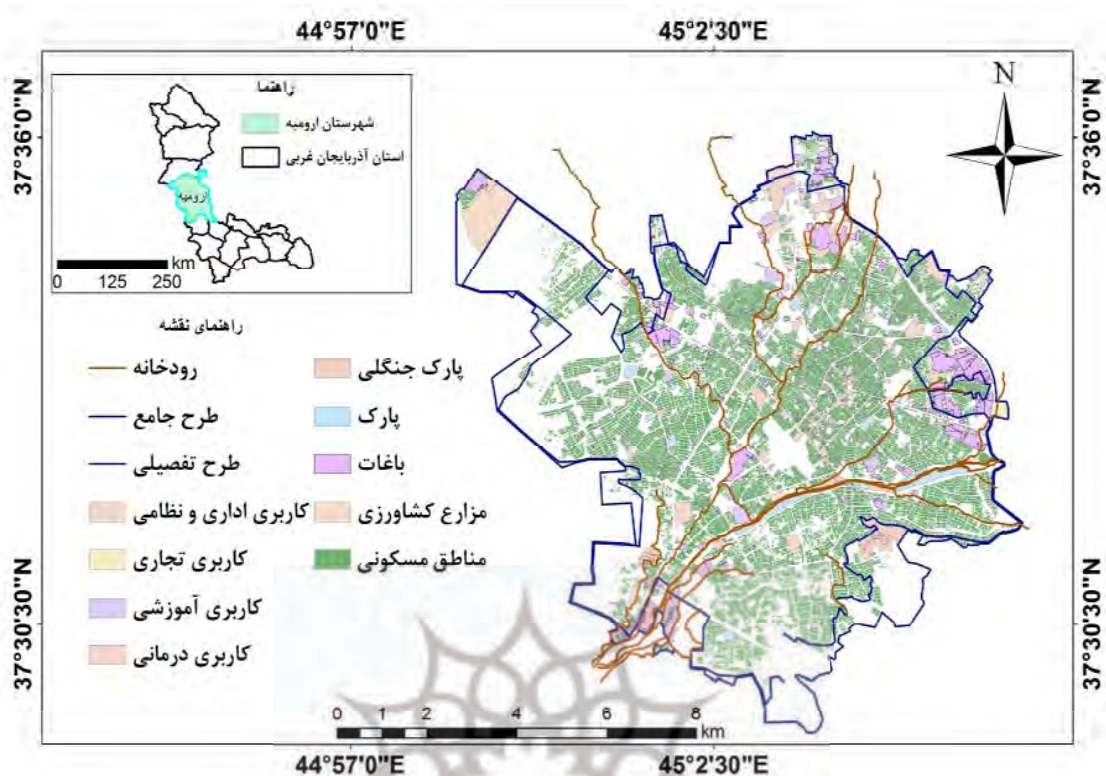 44°57'0"E
45°2'30"E
37°36'0"N
37°36'0"N
N
راهنما
شهرستان ارومیه
استان آذربایجان غربی
ارومیه
0 125 250 km
راهنمای نقشه
رودخانه
طرح جامع
طرح تفصیلی
کاربری اداری و نظامی
کاربری تجاری
کاربری آموزشی
کاربری درمانی
پارک جنگلی
پارک
باغات
مزارع کشاورزی
مناطق مسکونی
37°30'30"N
37°30'30"N
0 1 2 4 6 8 km
44°57'0"E
45°2'30"E